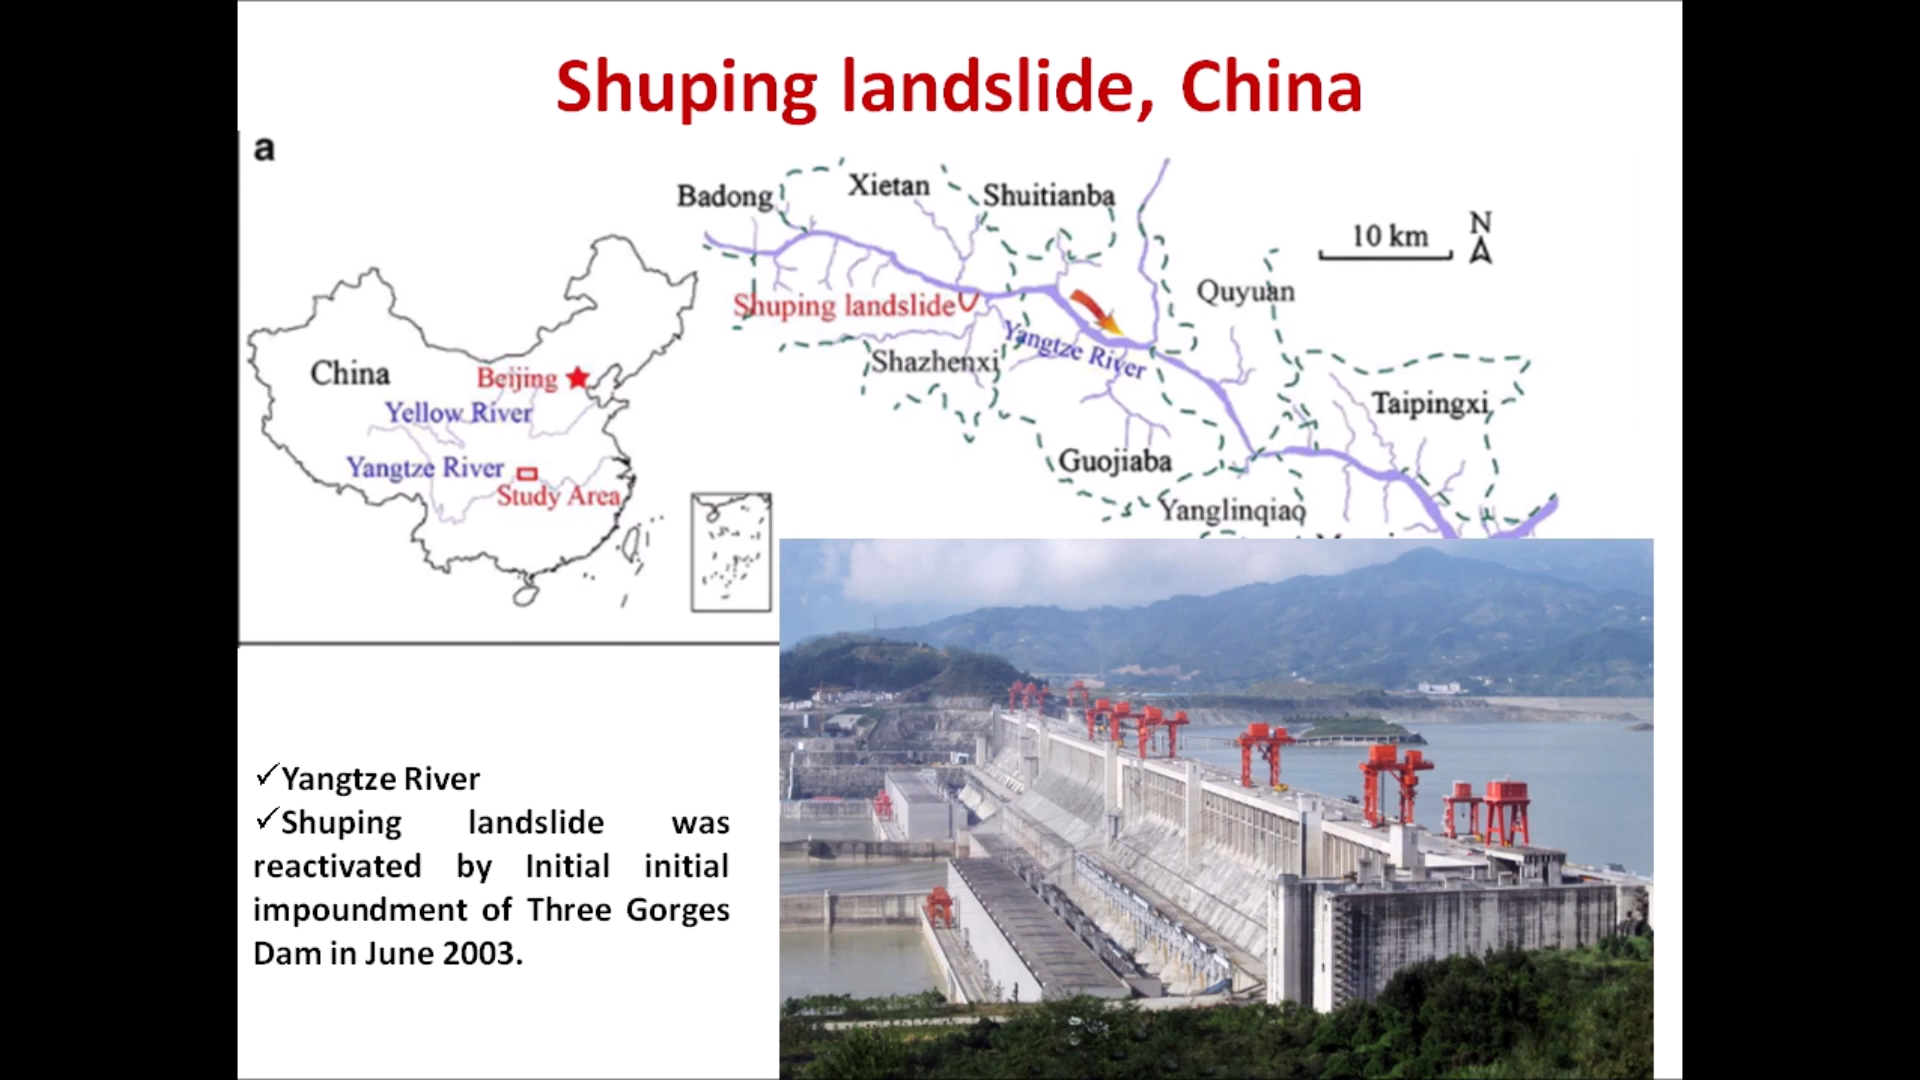 Shuping landslide, China
a
Badong
Xietan
Shuitianba
10 km
N
Quyuan
Shuping landslide
Yangtze River
Shazhenxi
Taipingxi
Guojiaba
Yanglinqiao
China
Beijing
Yellow River
Yangtze River
Study Area
✓Yangtze River
✓Shuping landslide was
reactivated by Initial initial
impoundment of Three Gorges
Dam in June 2003.